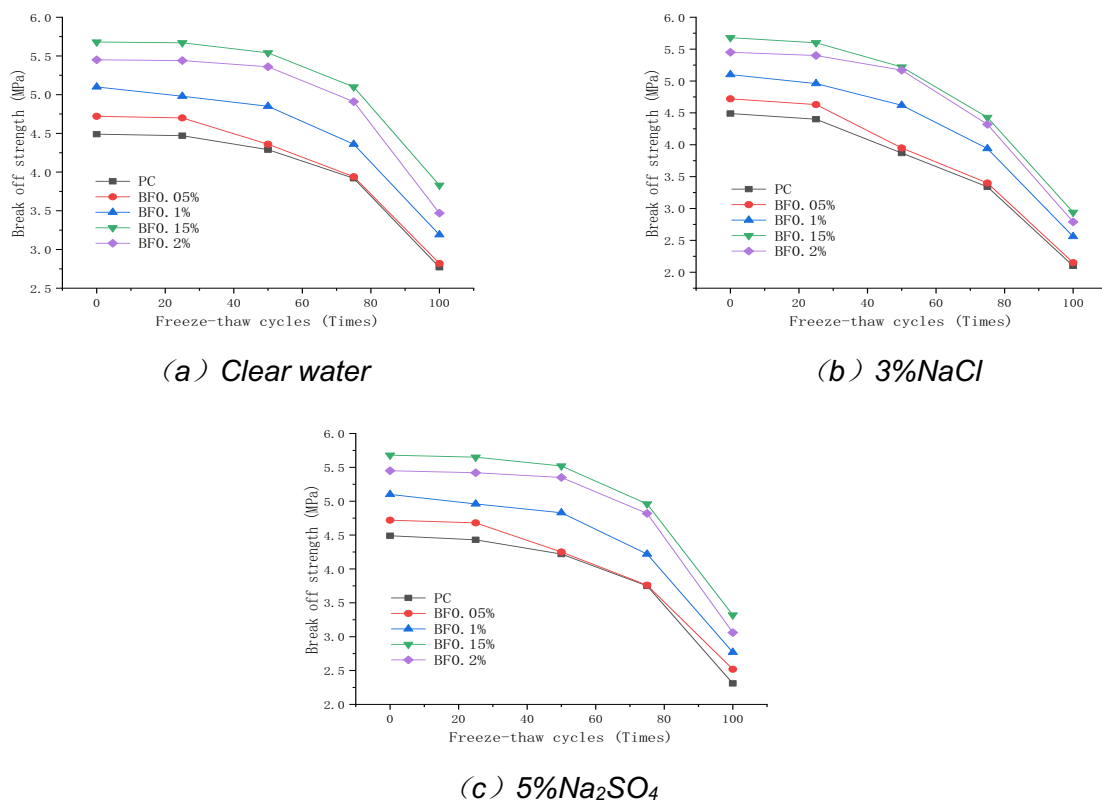 6.0
5.5
5.0
4.5
4.0
3.5
3.0
2.5
Break off strength (MPa)
PC
BF0.05%
BF0.1%
BF0.15%
BF0.2%
0 20 40 60 80 100
Freeze-thaw cycles (Times)
（a）Clear water
6.0
5.5
5.0
4.5
4.0
3.5
3.0
2.5
2.0
Break off strength (MPa)
PC
BF0.05%
BF0.1%
BF0.15%
BF0.2%
0 20 40 60 80 100
Freeze-thaw cycles (Times)
（b）3%NaCl
6.0
5.5
5.0
4.5
4.0
3.5
3.0
2.5
2.0
Break off strength (MPa)
PC
BF0.05%
BF0.1%
BF0.15%
BF0.2%
0 20 40 60 80 100
Freeze-thaw cycles (Times)
（c）5%Na₂SO₄